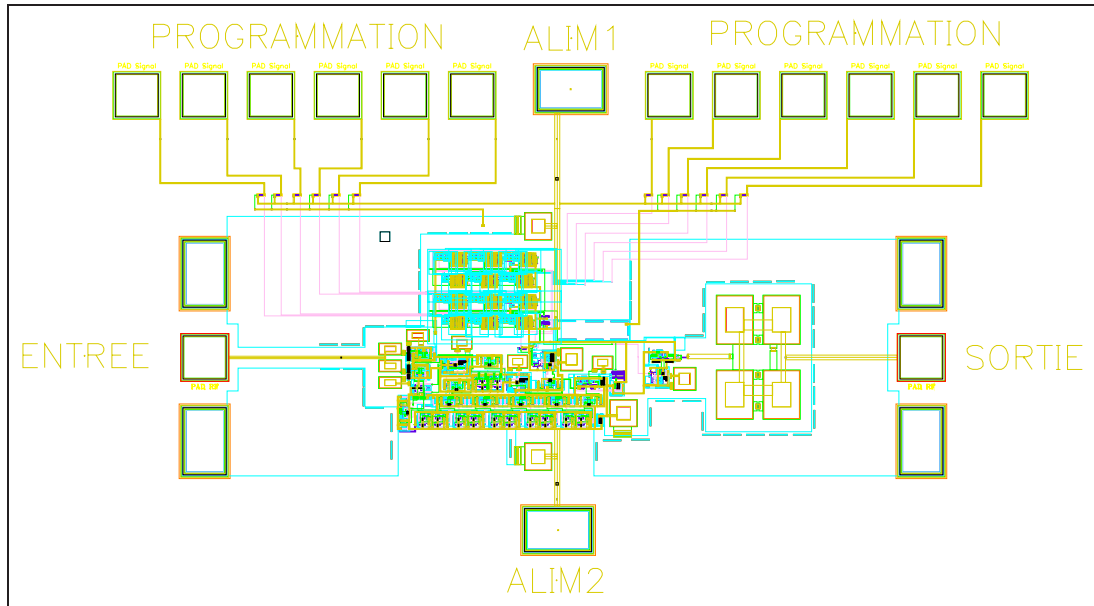 PROGRAMMATION
ALIM1
PROGRAMMATION
PAD Signal PAD Signal PAD Signal PAD Signal PAD Signal PAD Signal
PAD Signal PAD Signal PAD Signal PAD Signal PAD Signal PAD Signal
ENTREE
SORTIE
PAD RF
PAD RF
ALIM2